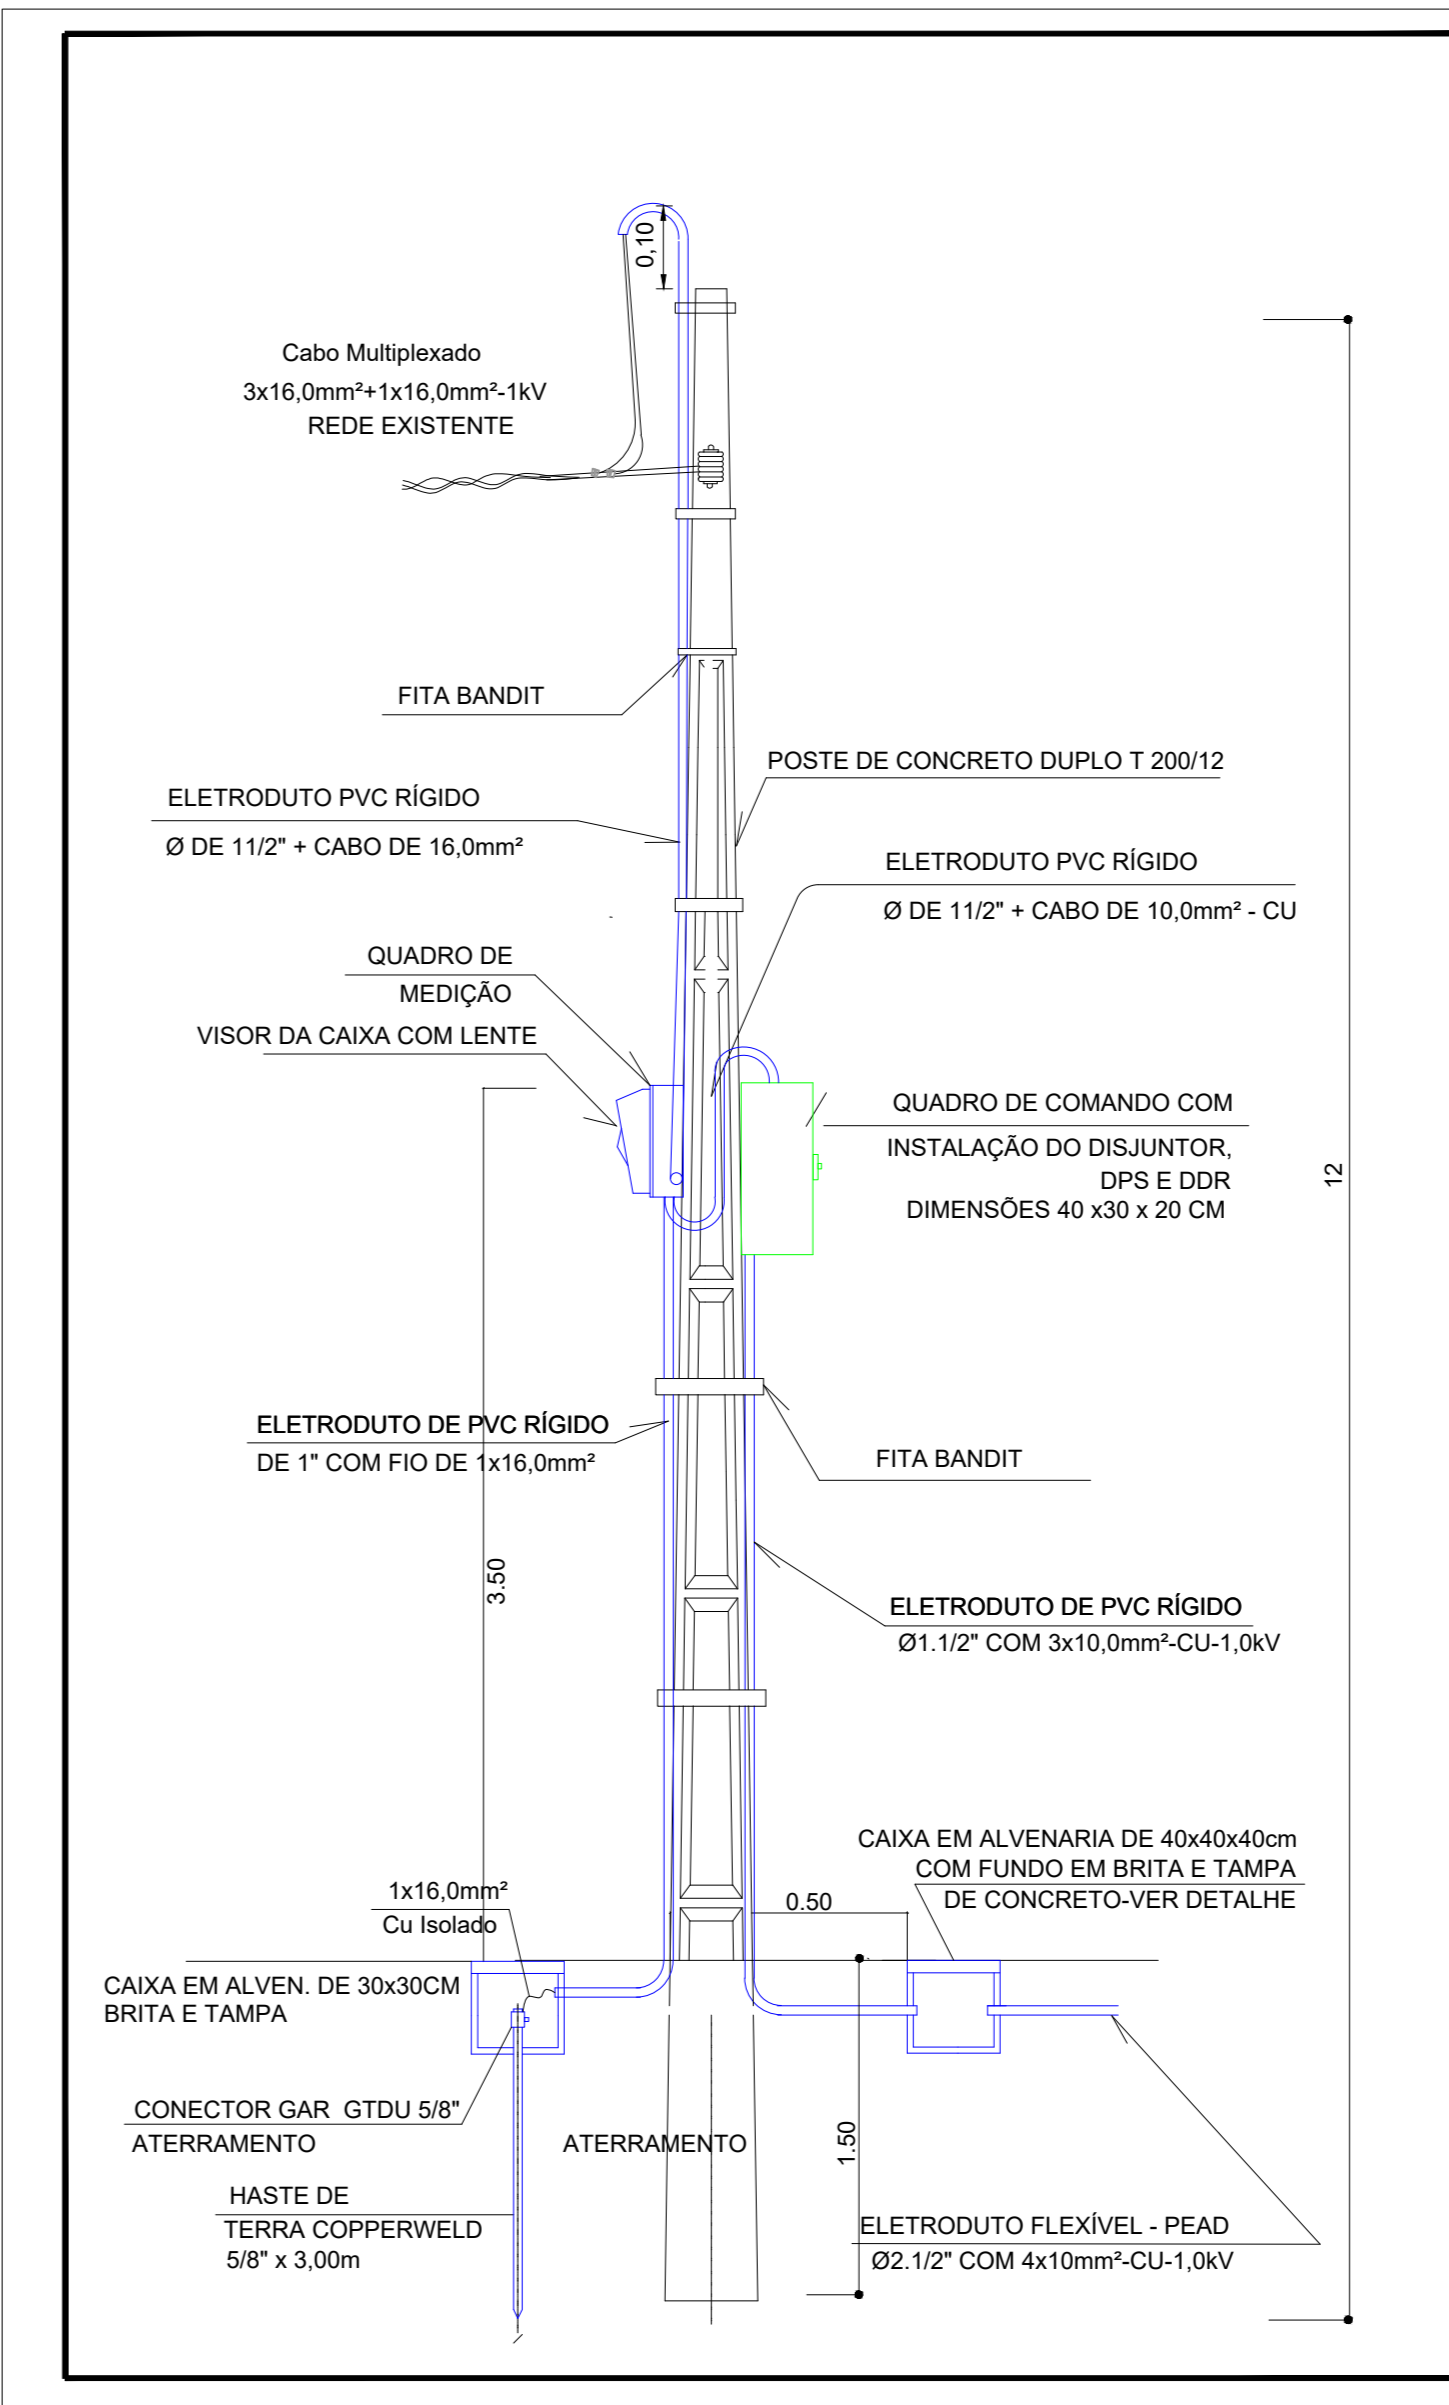 0,10
Cabo Multiplexado
3x16,0mm²+1x16,0mm²-1kV
REDE EXISTENTE
FITA BANDIT
POSTE DE CONCRETO DUPLO T 200/12
ELETRODUTO PVC RÍGIDO
Ø DE 11/2" + CABO DE 16,0mm²
ELETRODUTO PVC RÍGIDO
Ø DE 11/2" + CABO DE 10,0mm² - CU
QUADRO DE
MEDIÇÃO
VISOR DA CAIXA COM LENTE
QUADRO DE COMANDO COM
INSTALAÇÃO DO DISJUNTOR,
DPS E DDR
DIMENSÕES 40 x30 x 20 CM
12
ELETRODUTO DE PVC RÍGIDO
DE 1" COM FIO DE 1x16,0mm²
FITA BANDIT
3.50
ELETRODUTO DE PVC RÍGIDO
Ø1.1/2" COM 3x10,0mm²-CU-1,0kV
CAIXA EM ALVENARIA DE 40x40x40cm
COM FUNDO EM BRITA E TAMPA
DE CONCRETO-VER DETALHE
0.50
1x16,0mm²
Cu Isolado
CAIXA EM ALVEN. DE 30x30CM
BRITA E TAMPA
CONECTOR GAR  GTDU 5/8"
ATERRAMENTO
ATERRAMENTO
1.50
HASTE DE
TERRA COPPERWELD
5/8" x 3,00m
ELETRODUTO FLEXÍVEL - PEAD
Ø2.1/2" COM 4x10mm²-CU-1,0kV